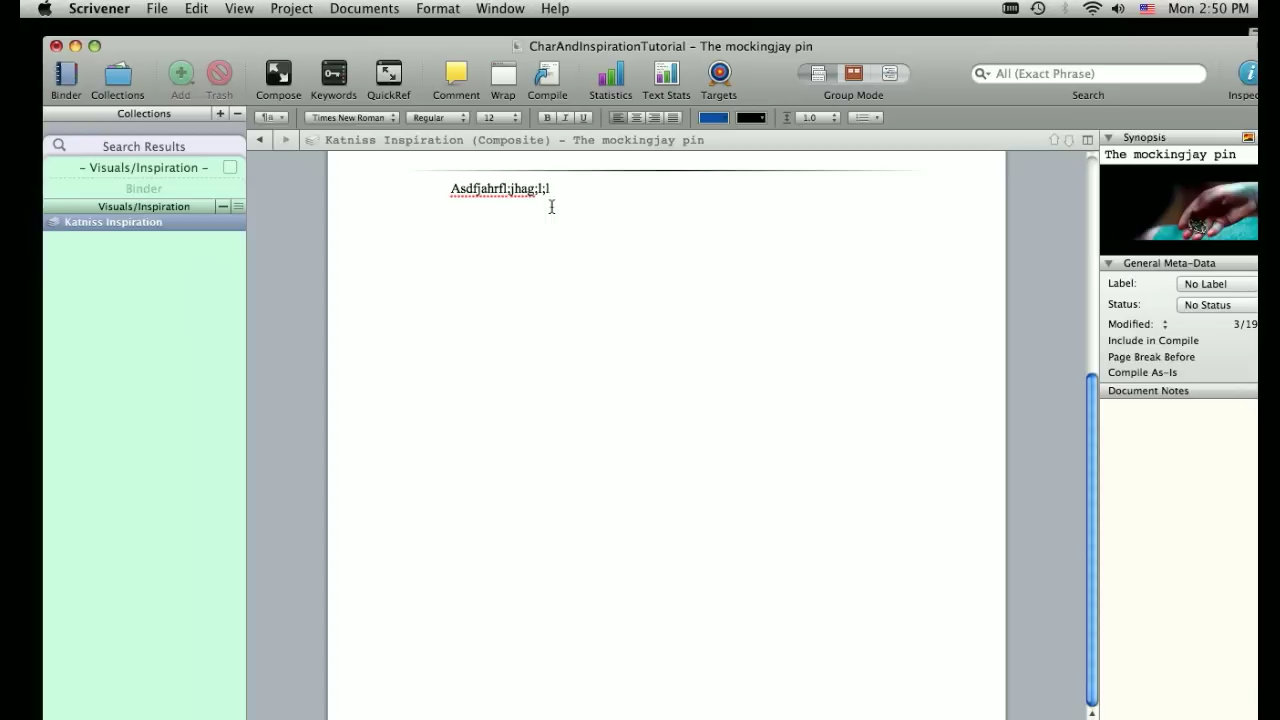 Scrivener File Edit View Project Documents Format Window Help Mon 2:50 PM
CharAndInspirationTutorial - The mockingjay pin
All (Exact Phrase)
Binder Collections Add Trash Compose Keywords QuickRef Comment Wrap Compile Statistics Text Stats Targets Group Mode Search Inspec
Collections + −
¶a Times New Roman Regular 12 B I U 1.0
Search Results
Katniss Inspiration (Composite) - The mockingjay pin
Synopsis
The mockingjay pin
- Visuals/Inspiration -
Binder
Visuals/Inspiration
Katniss Inspiration
Asdfjahrfl;jhag;l;l
General Meta-Data
Label: No Label
Status: No Status
Modified: 3/19
Include in Compile
Page Break Before
Compile As-Is
Document Notes